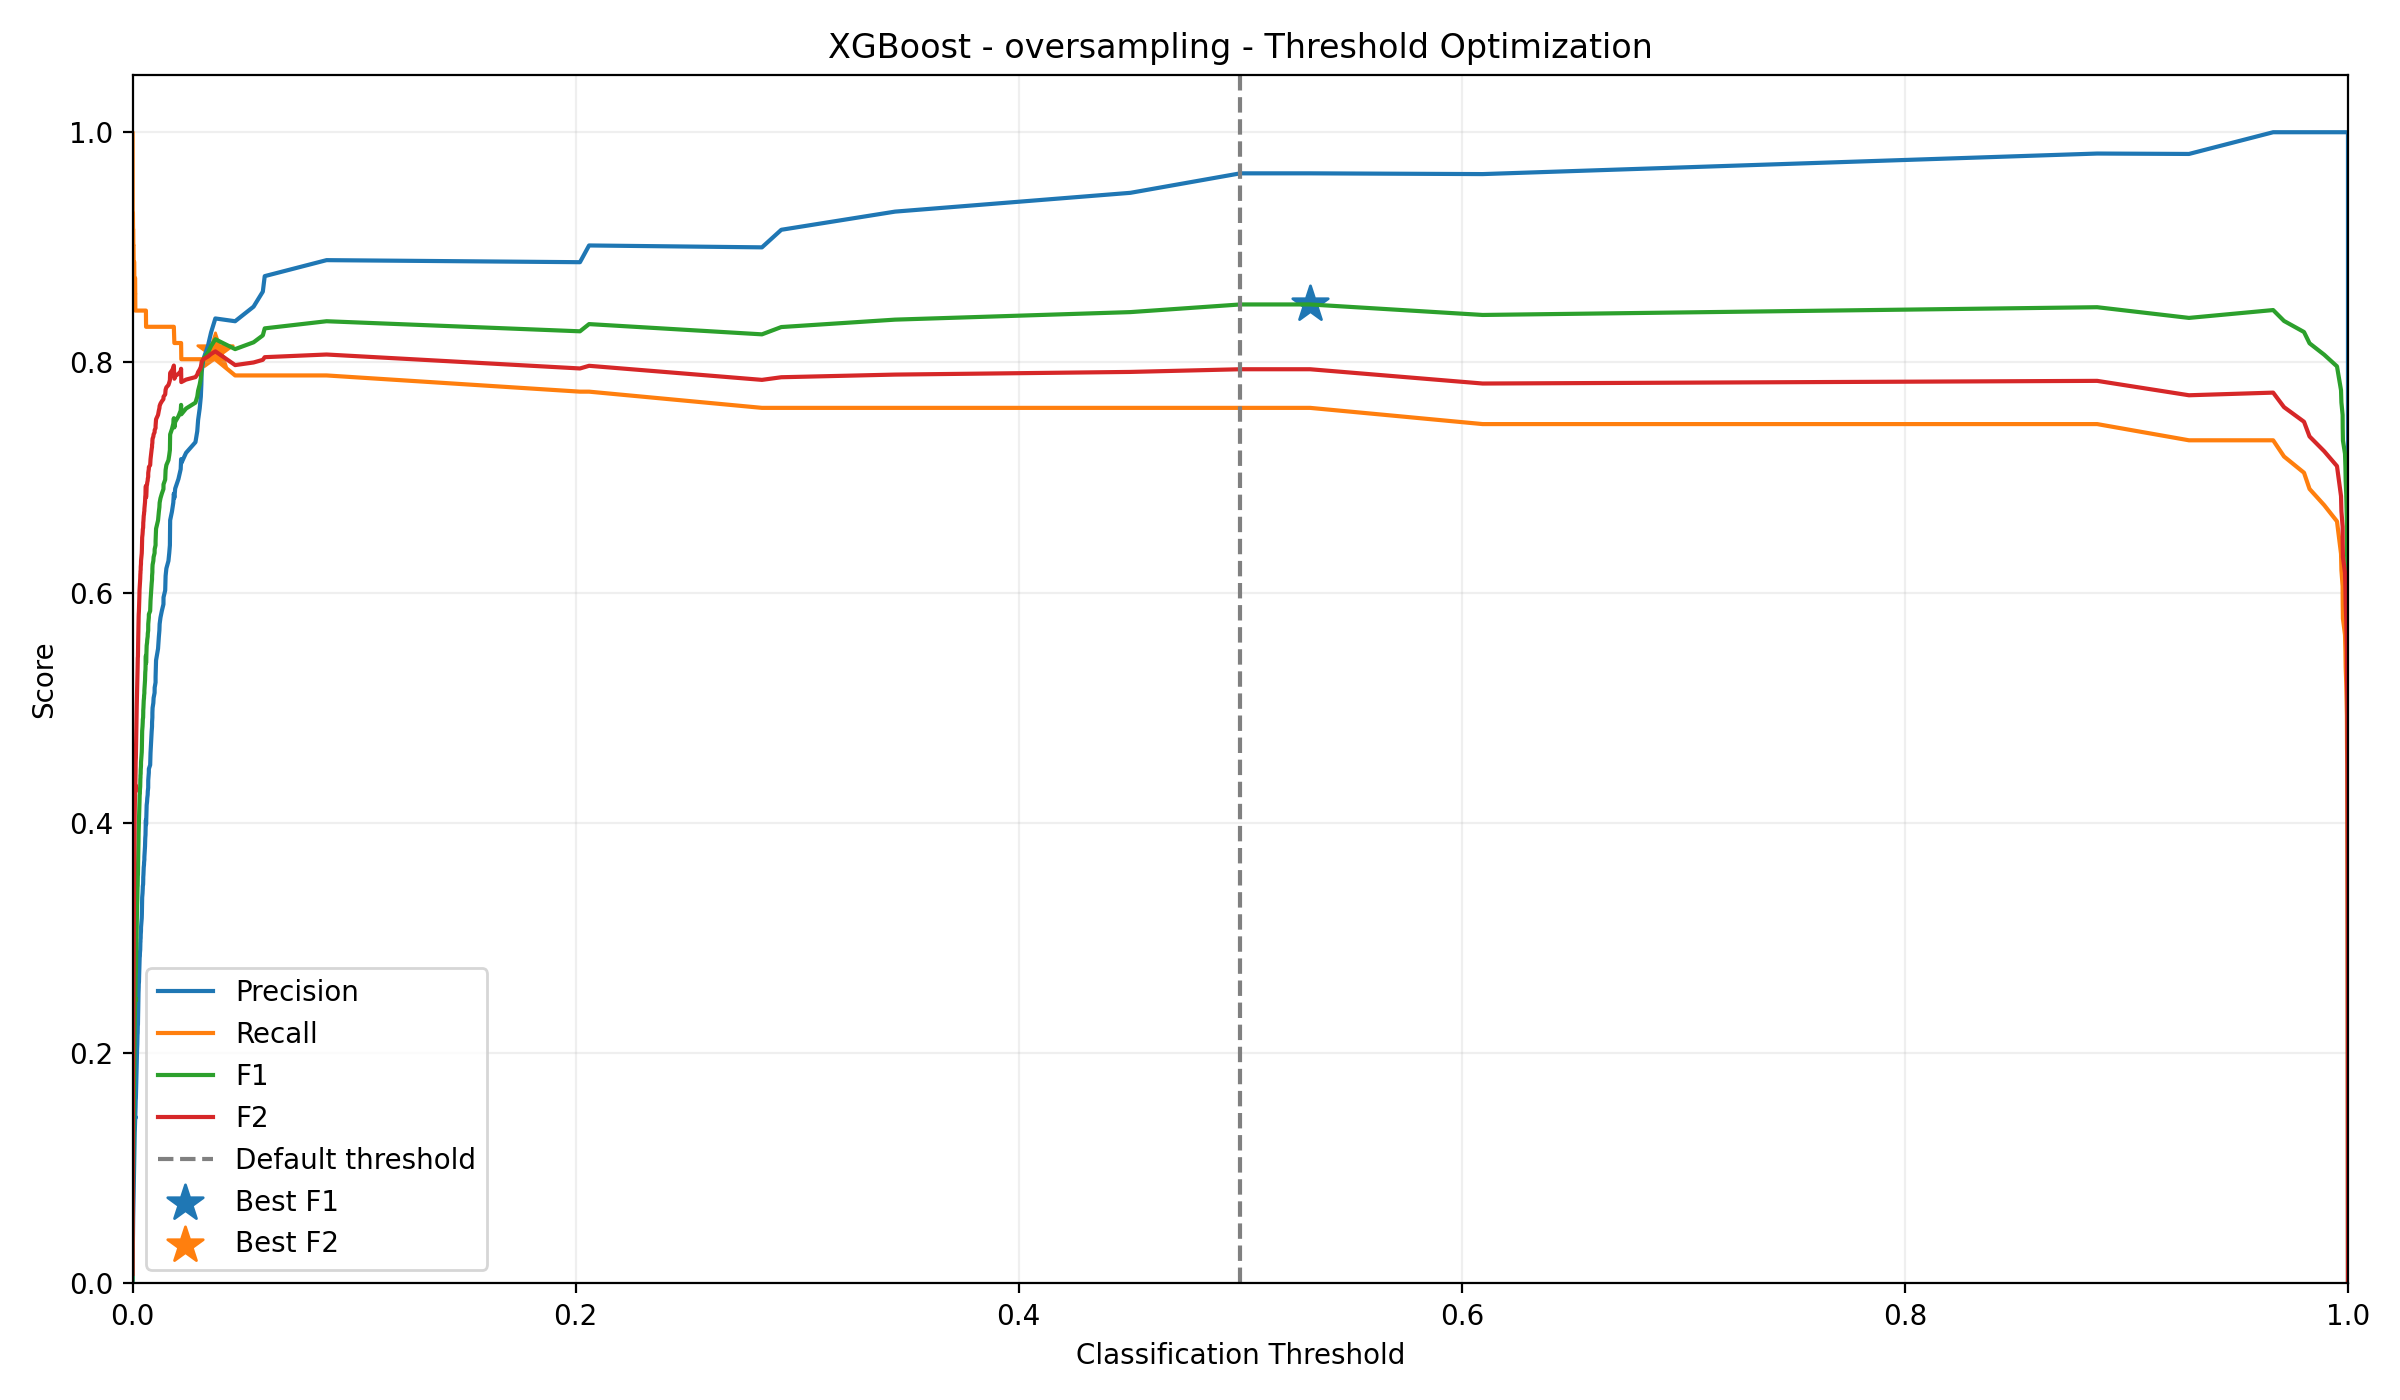 XGBoost - oversampling - Threshold Optimization
1.0
0.8
0.6
0.4
0.2
0.0
Score
Precision
Recall
F1
F2
Default threshold
Best F1
Best F2
0.0 0.2 0.4 0.6 0.8 1.0
Classification Threshold